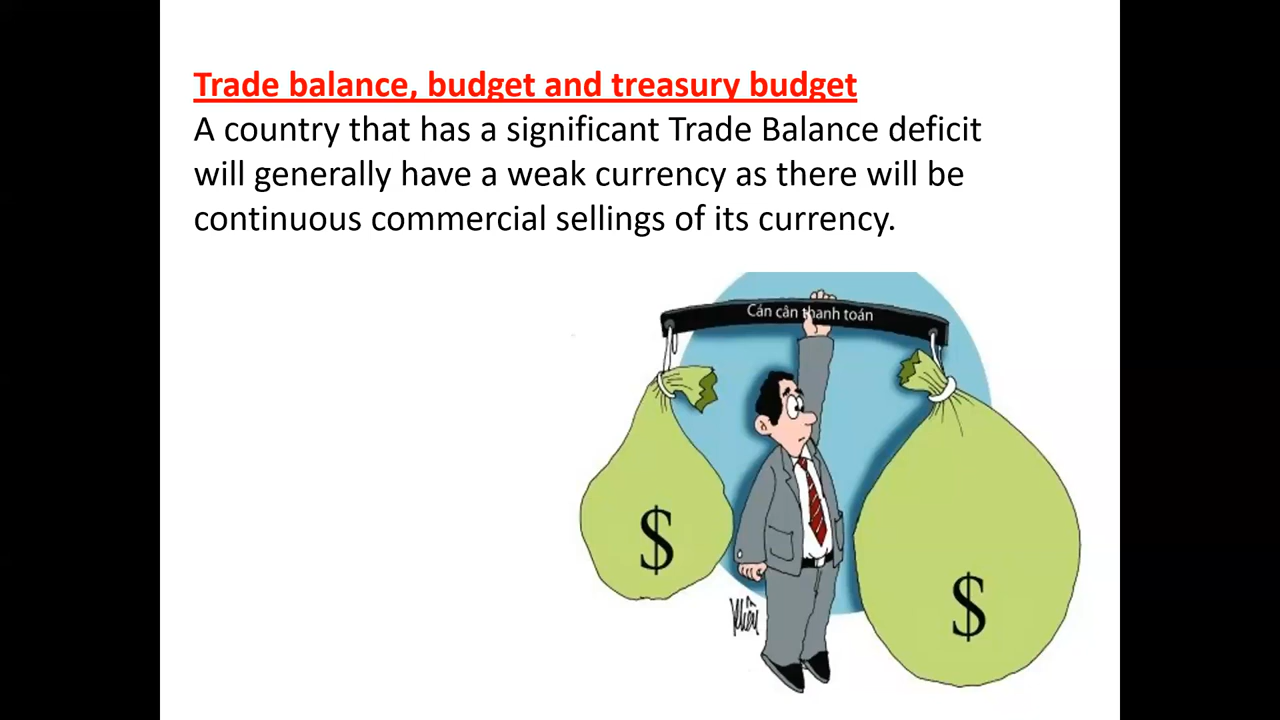 Trade balance, budget and treasury budget
A country that has a significant Trade Balance deficit
will generally have a weak currency as there will be
continuous commercial sellings of its currency.
Cán cân thanh toán
$
$